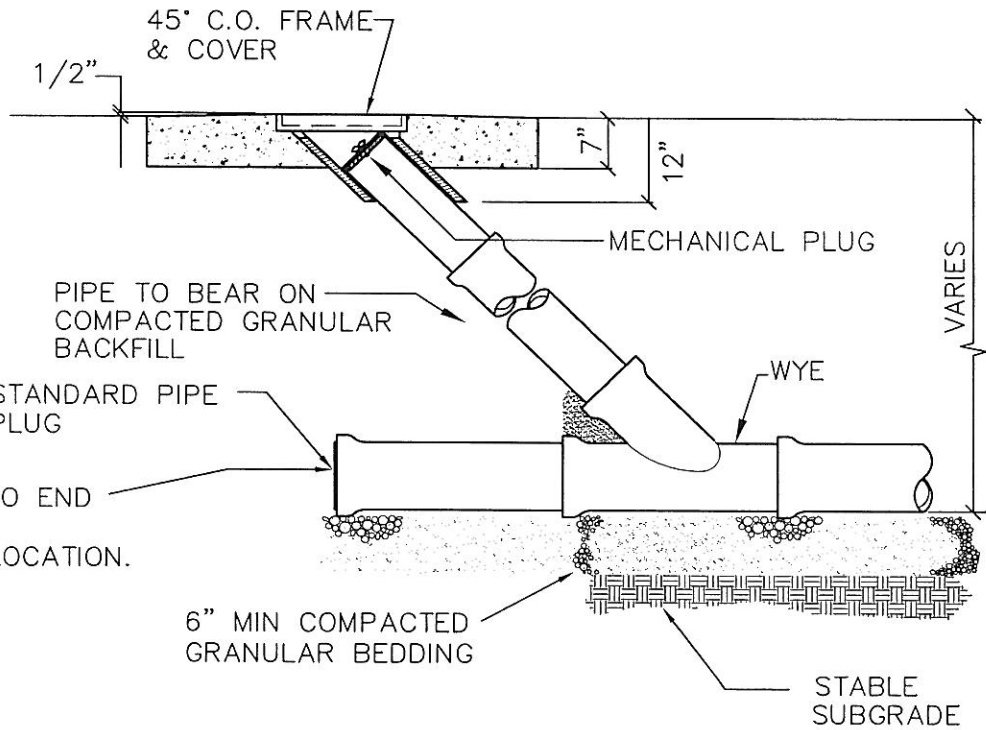 45° C.O. FRAME
& COVER
1/2"
7"
12"
MECHANICAL PLUG
PIPE TO BEAR ON
COMPACTED GRANULAR
BACKFILL
VARIES
STANDARD PIPE
PLUG
WYE
O END
LOCATION.
6" MIN COMPACTED
GRANULAR BEDDING
STABLE
SUBGRADE